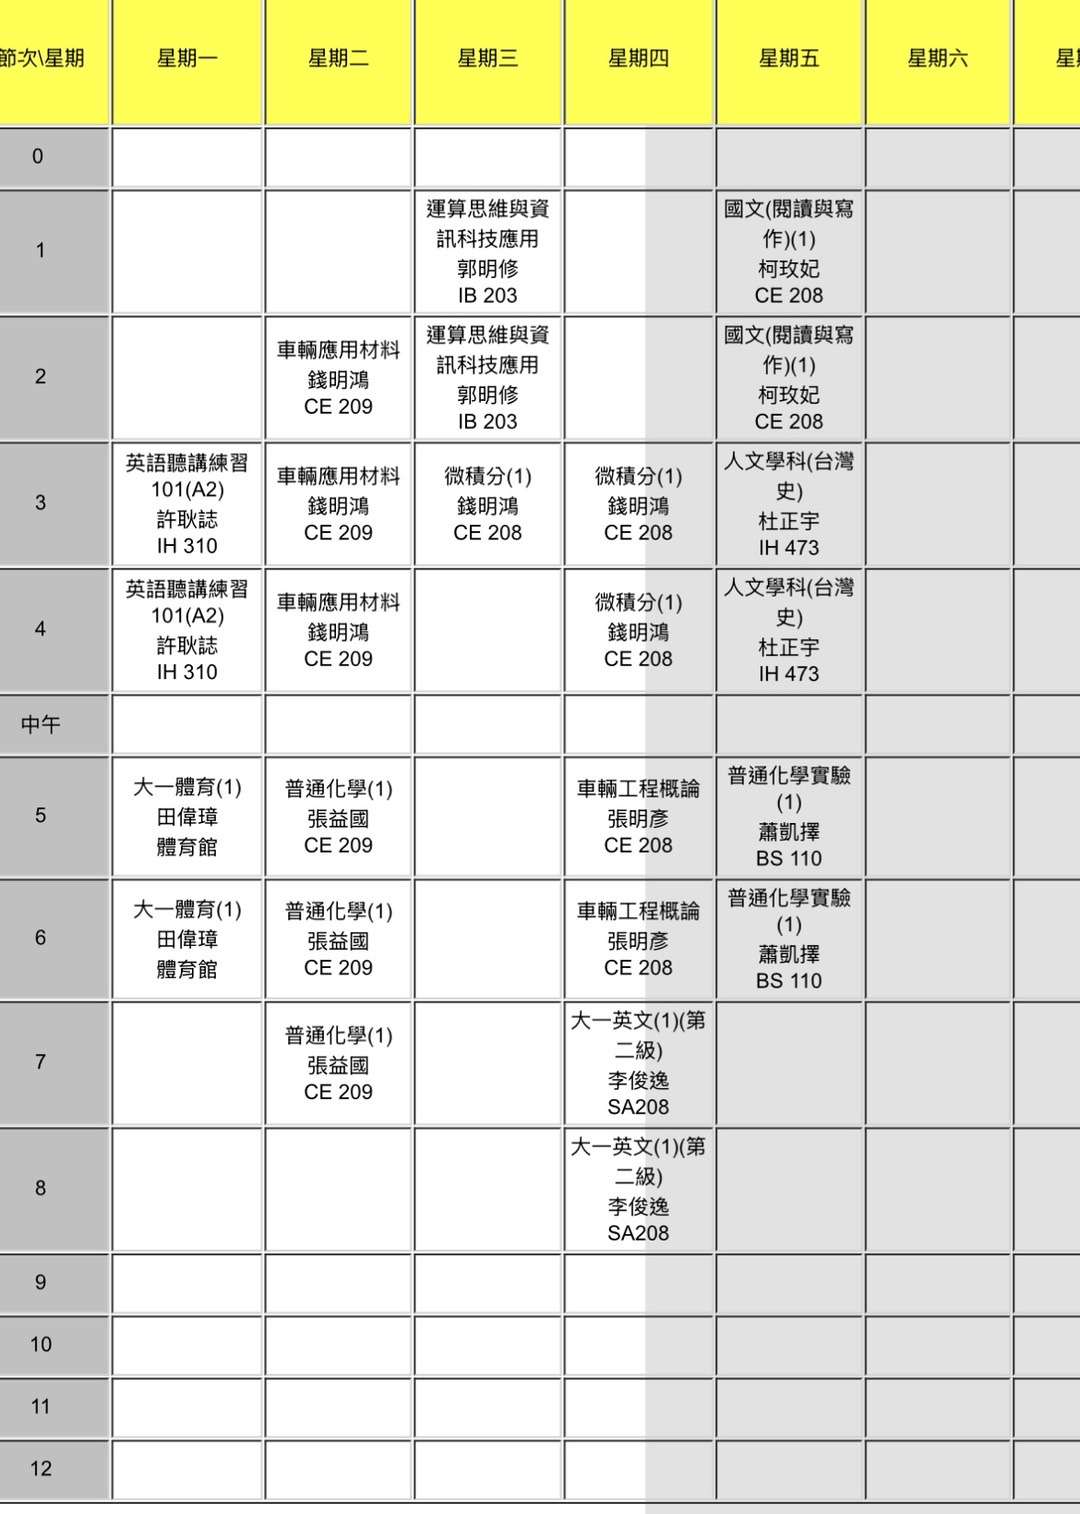 節次\星期 星期一 星期二 星期三 星期四 星期五 星期六
0
1
運算思維與資
訊科技應用
郭明修
IB 203
國文(閱讀與寫
作)(1)
柯玫妃
CE 208
2
車輛應用材料
錢明鴻
CE 209
運算思維與資
訊科技應用
郭明修
IB 203
國文(閱讀與寫
作)(1)
柯玫妃
CE 208
3
英語聽講練習
101(A2)
許耿誌
IH 310
車輛應用材料
錢明鴻
CE 209
微積分(1)
錢明鴻
CE 208
微積分(1)
錢明鴻
CE 208
人文學科(台灣
史)
杜正宇
IH 473
4
英語聽講練習
101(A2)
許耿誌
IH 310
車輛應用材料
錢明鴻
CE 209
微積分(1)
錢明鴻
CE 208
人文學科(台灣
史)
杜正宇
IH 473
中午
5
大一體育(1)
田偉璋
體育館
普通化學(1)
張益國
CE 209
車輛工程概論
張明彥
CE 208
普通化學實驗
(1)
蕭凱擇
BS 110
6
大一體育(1)
田偉璋
體育館
普通化學(1)
張益國
CE 209
車輛工程概論
張明彥
CE 208
普通化學實驗
(1)
蕭凱擇
BS 110
7
普通化學(1)
張益國
CE 209
大一英文(1)(第
二級)
李俊逸
SA208
8
大一英文(1)(第
二級)
李俊逸
SA208
9
10
11
12